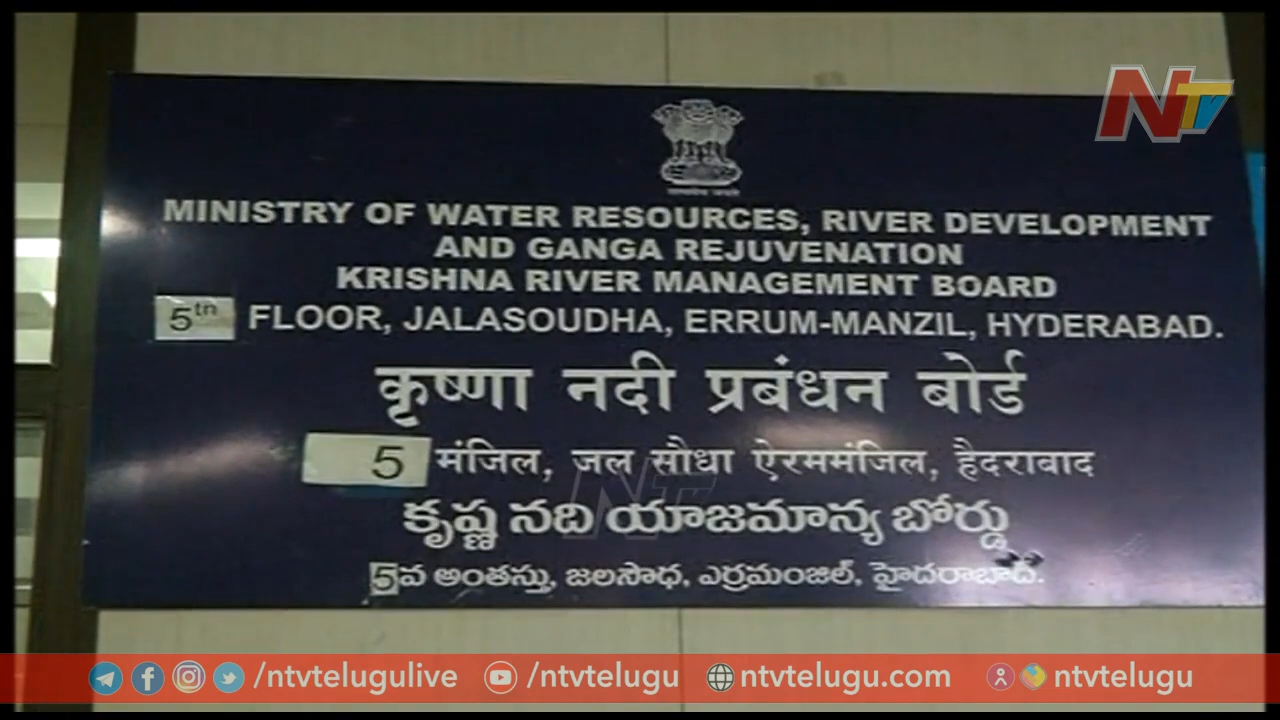 NTV
MINISTRY OF WATER RESOURCES, RIVER DEVELOPMENT
AND GANGA REJUVENATION
KRISHNA RIVER MANAGEMENT BOARD
5th FLOOR, JALASOUDHA, ERRUM-MANZIL, HYDERABAD.
कृष्णा नदी प्रबंधन बोर्ड
5 मंजिल, जल सौधा ऐरममंजिल, हैदराबाद
NTV
కృష్ణ నది యాజమాన్య బోర్డు
5వ అంతస్తు, జలసౌధ, ఎర్రమంజిల్, హైదరాబాద్.
/ntvtelugulive /ntvtelugu ntvtelugu.com ntvtelugu